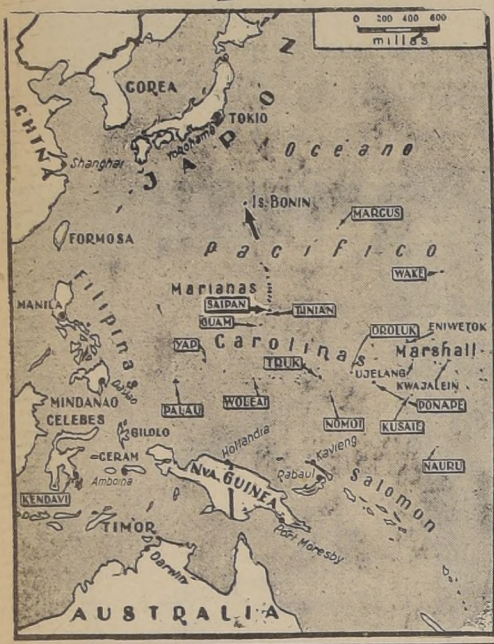 0 200 400 600
millas
COREA
CHINA
JAPON
TOKIO
Yokohama
Shanghai
Oceano
Is. BONIN
MARCUS
FORMOSA
Pacifico
WAKE
Marianas
MANILA
Filipinas
SAIPAN
TINIAN
GUAM
OROLUK
ENIWETOK
YAP
Carolinas
Marshall
TRUK
UJELANG
KWAJALEIN
Davao
MINDANAO
PALAU
WOLEAI
PONAPE
CELEBES
NOMOI
KUSAIE
GILOLO
Hollandia
Kavieng
CERAM
Rabaul
NAURU
Amboina
NVA. GUINEA
Salomon
KENDAVI
TIMOR
Port Moresby
Darwin
AUSTRALIA